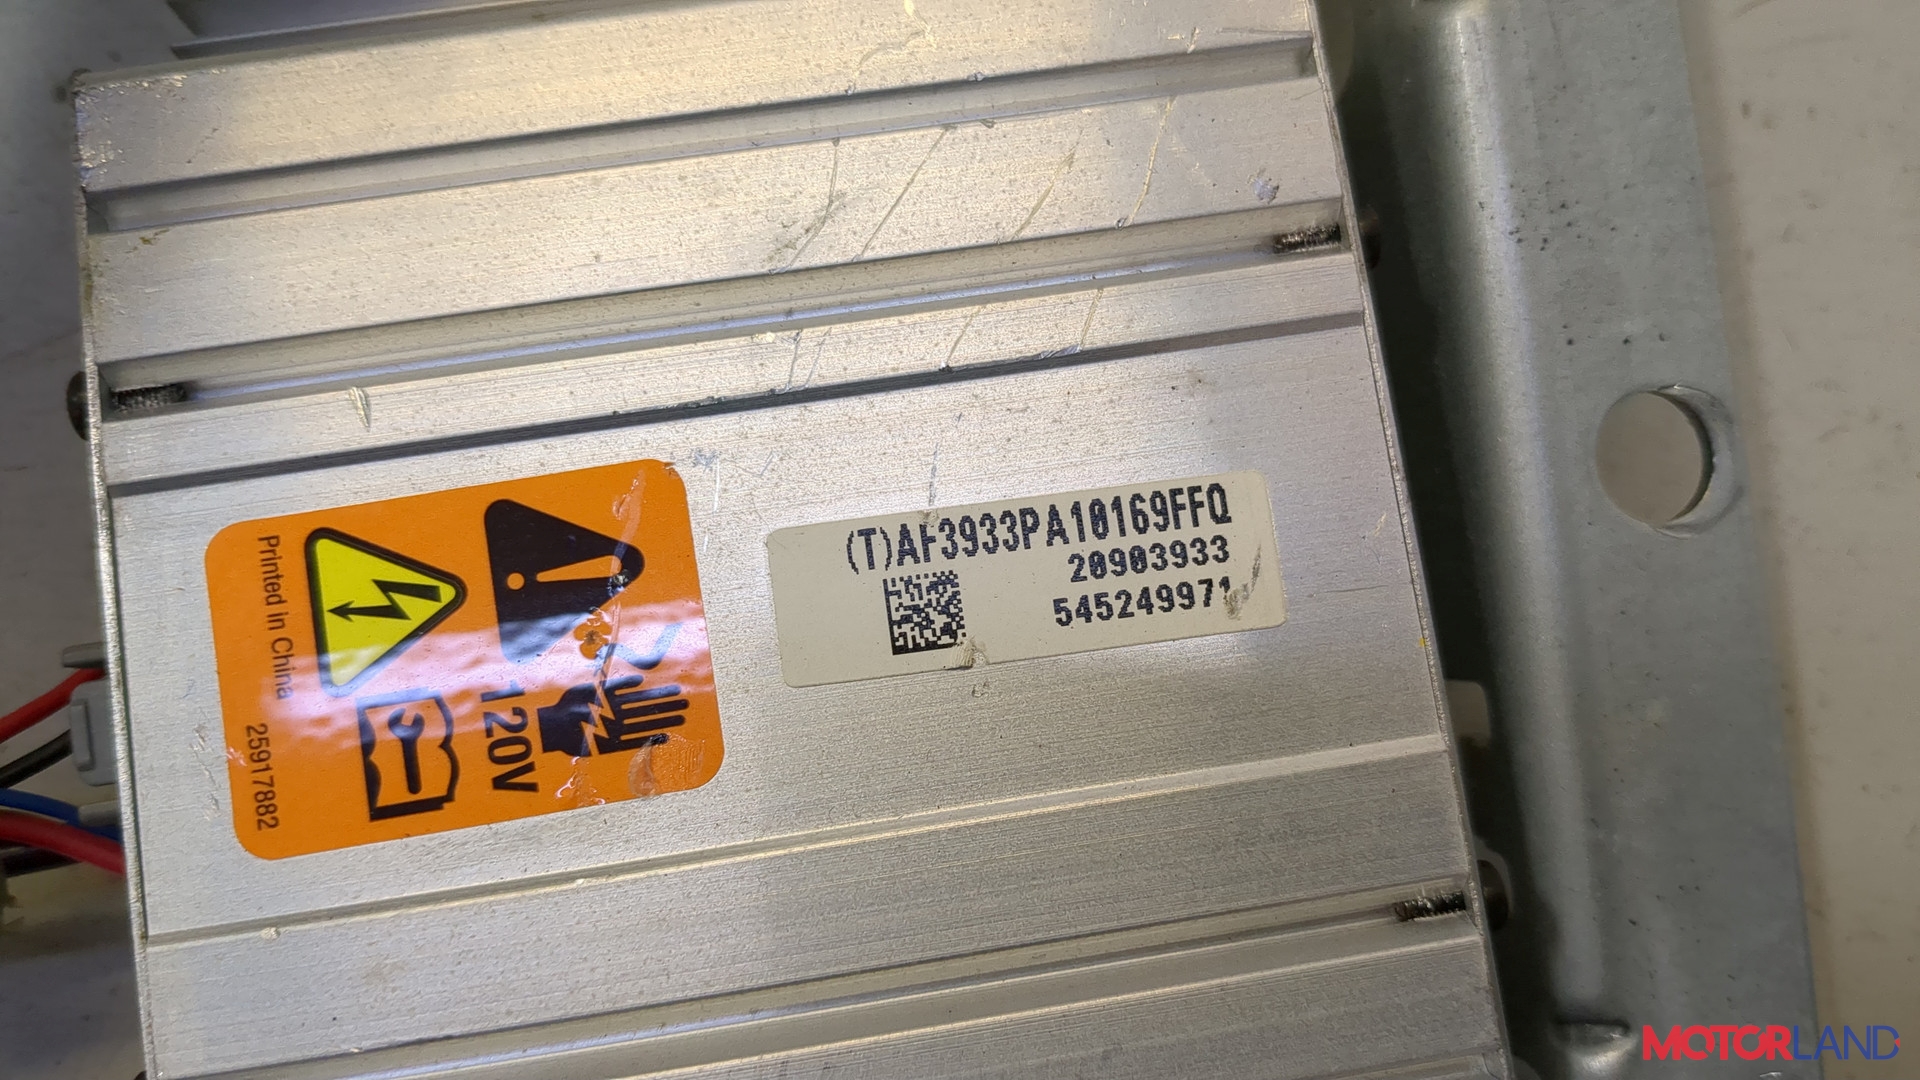 Printed in China 25917882
120V
(T)AF3933PA10169FFQ
20903933
545249971
MOTORLAND